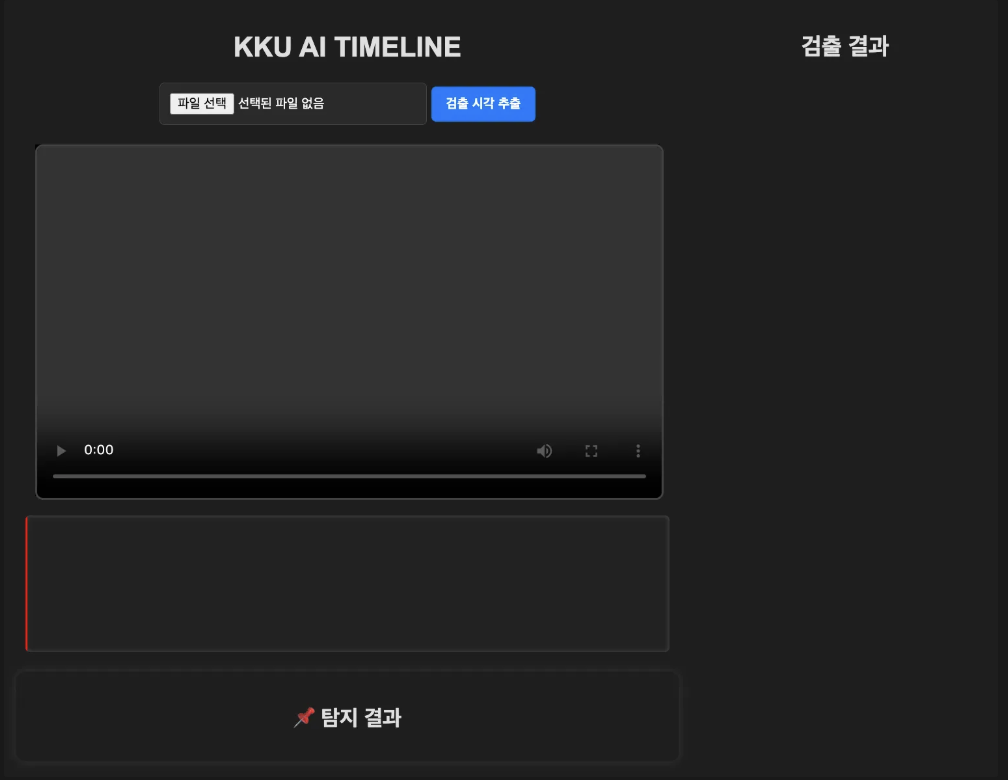 KKU AI TIMELINE
검출 결과
파일 선택 선택된 파일 없음
검출 시각 추출
0:00
탐지 결과